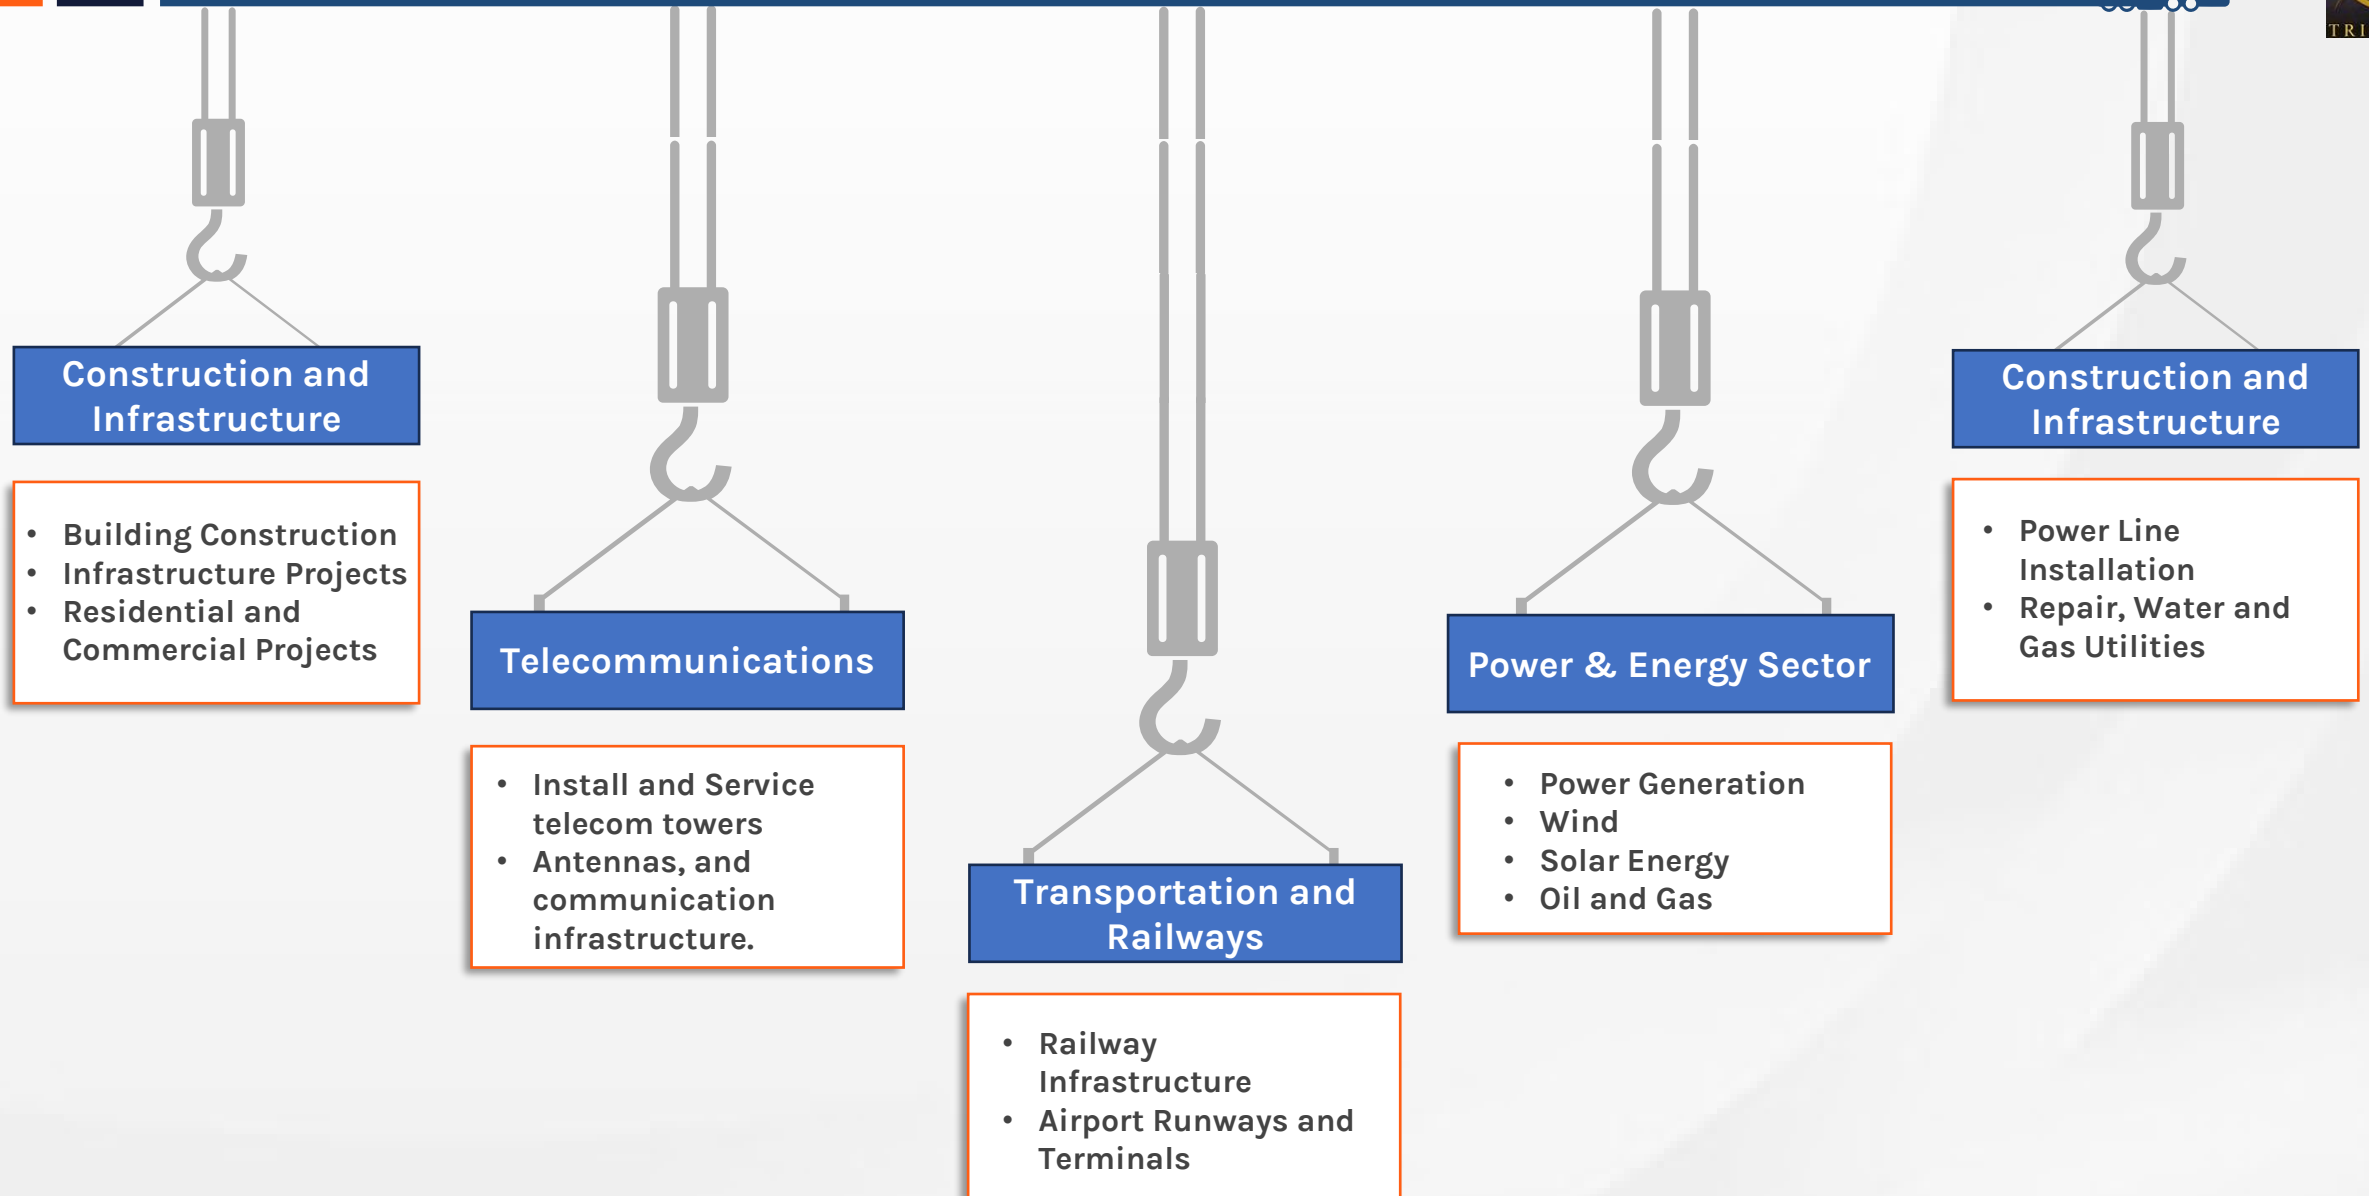 TRI
Construction and
Infrastructure
• Building Construction
• Infrastructure Projects
• Residential and
Commercial Projects
Telecommunications
• Install and Service
telecom towers
• Antennas, and
communication
infrastructure.
Transportation and
Railways
• Railway
Infrastructure
• Airport Runways and
Terminals
Power & Energy Sector
• Power Generation
• Wind
• Solar Energy
• Oil and Gas
Construction and
Infrastructure
• Power Line
Installation
• Repair, Water and
Gas Utilities